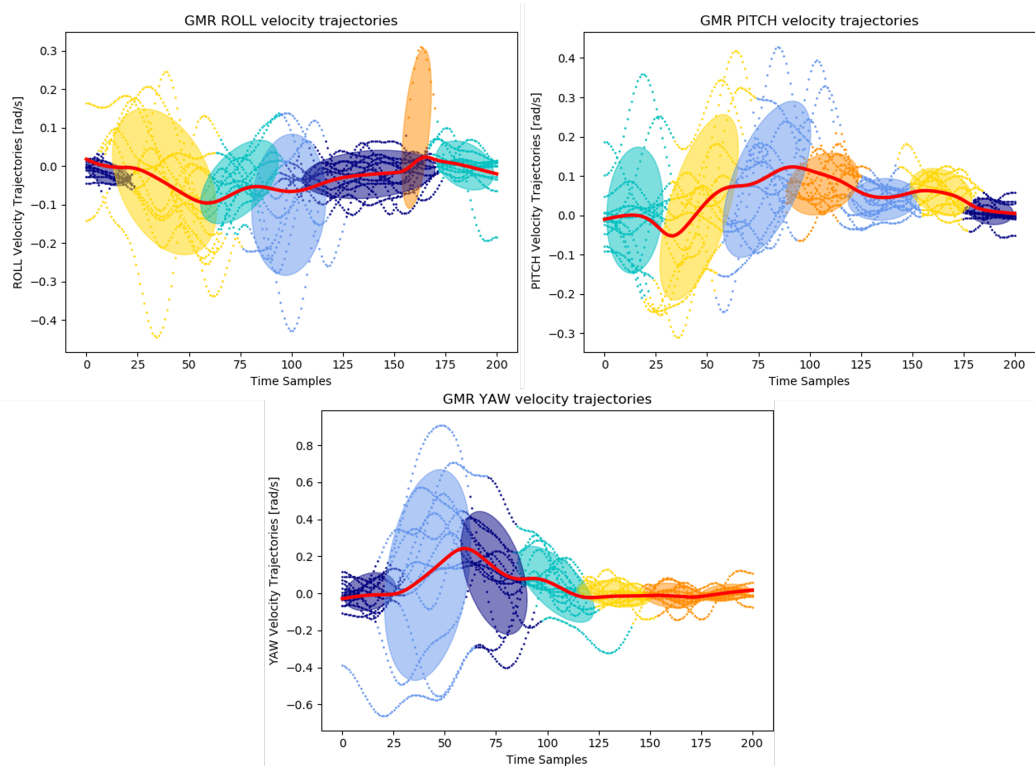 GMR ROLL velocity trajectories
ROLL Velocity Trajectories [rad/s]
0.3
0.2
0.1
0.0
−0.1
−0.2
−0.3
−0.4
0 25 50 75 100 125 150 175 200
Time Samples
GMR PITCH velocity trajectories
PITCH Velocity Trajectories [rad/s]
0.4
0.3
0.2
0.1
0.0
−0.1
−0.2
−0.3
0 25 50 75 100 125 150 175 200
Time Samples
GMR YAW velocity trajectories
YAW Velocity Trajectories [rad/s]
0.8
0.6
0.4
0.2
0.0
−0.2
−0.4
−0.6
0 25 50 75 100 125 150 175 200
Time Samples